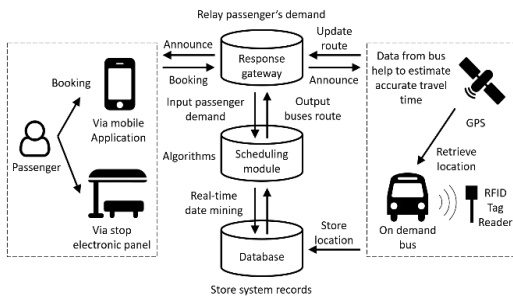 Relay passenger's demand
Announce
Booking
Response
gateway
Update
route
Announce
Booking
Via mobile
Application
Passenger
Via stop
electronic panel
Input passenger
demand
Output
buses route
Algorithms
Scheduling
module
Real-time
date mining
Database
Store
location
Store system records
Data from bus
help to estimate
accurate travel
time
GPS
Retrieve
location
On demand
bus
RFID
Tag
Reader